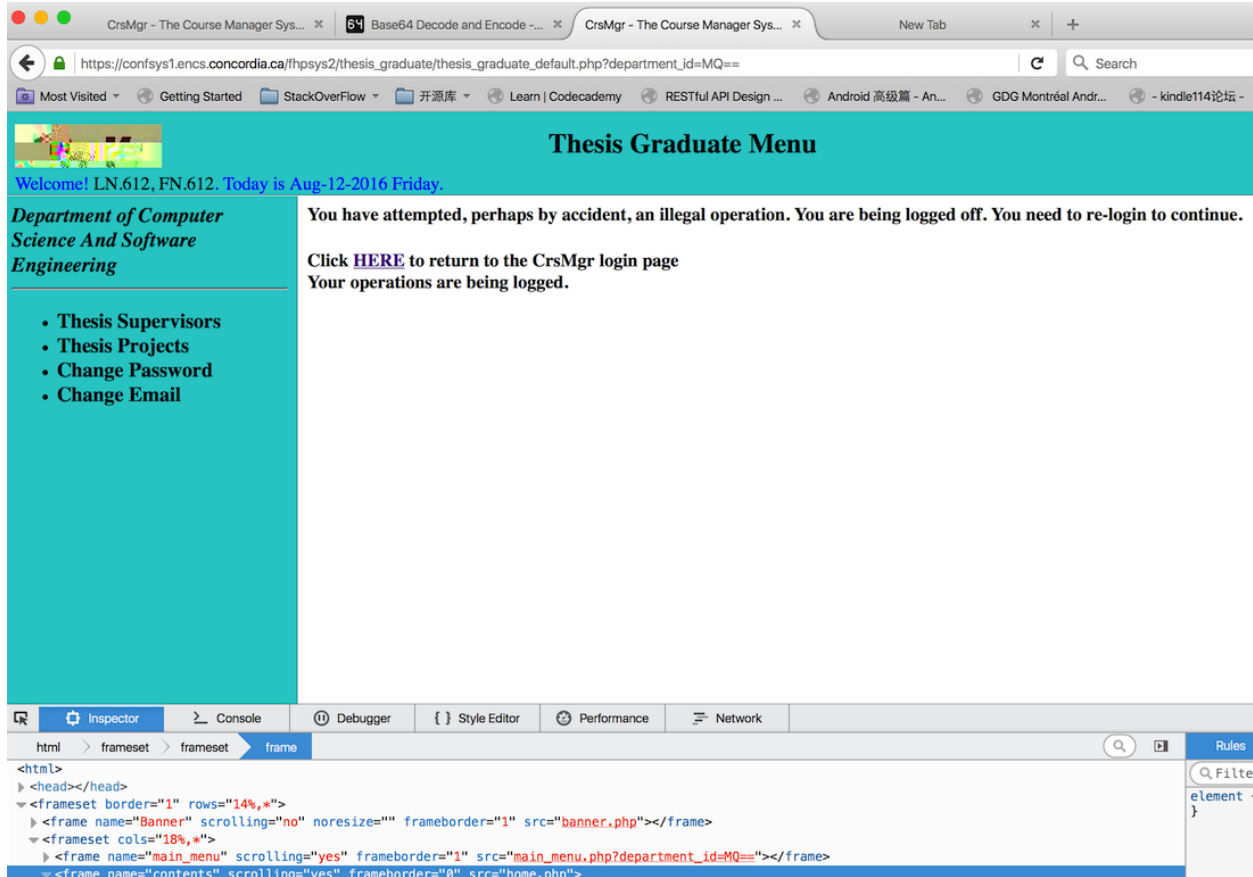 CrsMgr - The Course Manager Sys... × 64 Base64 Decode and Encode -... × CrsMgr - The Course Manager Sys... × New Tab × +
https://confsys1.encs.concordia.ca/fhpsys2/thesis_graduate/thesis_graduate_default.php?department_id=MQ== Search
Most Visited Getting Started StackOverFlow 开源库 Learn | Codecademy RESTful API Design ... Android 高级篇 - An... GDG Montréal Andr... - kindle114论坛 -
Thesis Graduate Menu
Welcome! LN.612, FN.612. Today is Aug-12-2016 Friday.
Department of Computer
Science And Software
Engineering
• Thesis Supervisors
• Thesis Projects
• Change Password
• Change Email
You have attempted, perhaps by accident, an illegal operation. You are being logged off. You need to re-login to continue.
Click HERE to return to the CrsMgr login page
Your operations are being logged.
Inspector Console Debugger { } Style Editor Performance Network
html frameset frameset frame Rules
<html>
<head></head>
<frameset border="1" rows="14%,*">
<frame name="Banner" scrolling="no" noresize="" frameborder="1" src="banner.php"></frame>
<frameset cols="18%,*">
<frame name="main_menu" scrolling="yes" frameborder="1" src="main_menu.php?department_id=MQ=="></frame>
<frame name="contents" scrolling="yes" frameborder="0" src="home.php">
Filte
element {
}